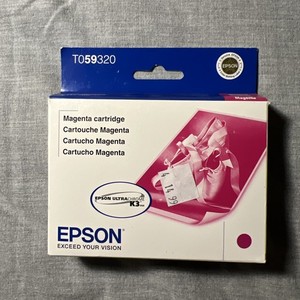 T059320
EPSON
Magenta
Magenta cartridge
Cartouche Magenta
Cartucho Magenta
Cartucho Magenta
EPSON ULTRACHROME
K3
EPSON
EXCEED YOUR VISION